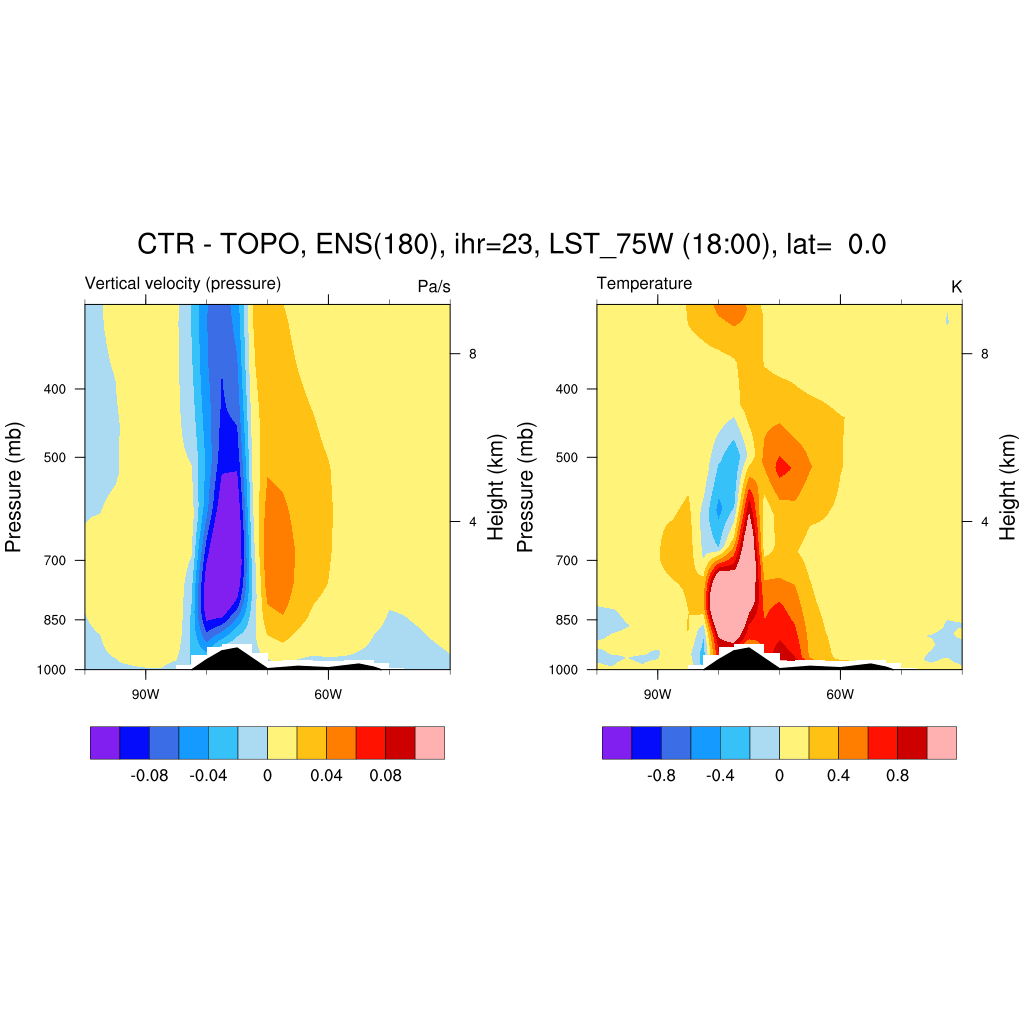 CTR - TOPO, ENS(180), ihr=23, LST_75W (18:00), lat=  0.0
Vertical velocity (pressure)
Pa/s
Pressure (mb)
400
500
700
850
1000
8
4
Height (km)
90W
60W
-0.08
-0.04
0
0.04
0.08
Temperature
K
Pressure (mb)
400
500
700
850
1000
8
4
Height (km)
90W
60W
-0.8
-0.4
0
0.4
0.8